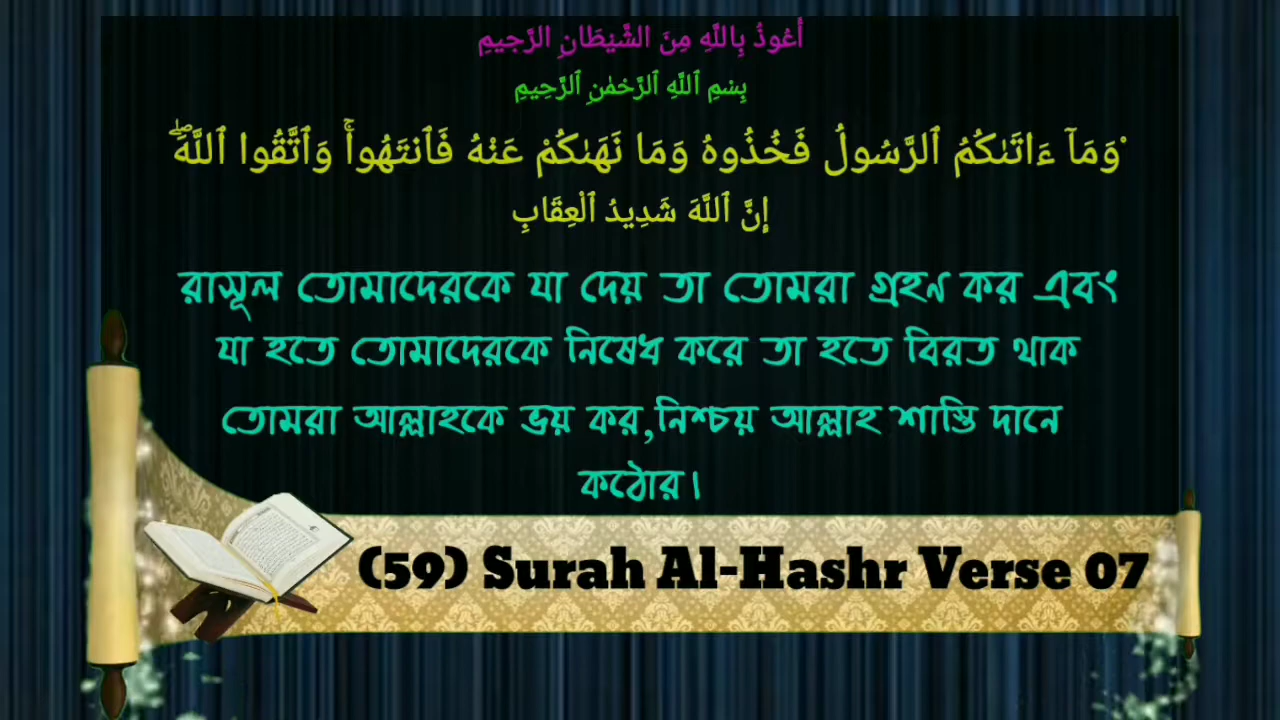 أَعُوذُ بِاللَّهِ مِنَ الشَّيْطَانِ الرَّجِيمِ
بِسْمِ ٱللَّهِ ٱلرَّحْمَٰنِ ٱلرَّحِيمِ
وَمَآ ءَاتَىٰكُمُ ٱلرَّسُولُ فَخُذُوهُ وَمَا نَهَىٰكُمْ عَنْهُ فَٱنتَهُوا۟ۚ وَٱتَّقُوا ٱللَّهَۖ
إِنَّ ٱللَّهَ شَدِيدُ ٱلْعِقَابِ
রাসূল তোমাদেরকে যা দেয় তা তোমরা গ্রহণ কর এবং
যা হতে তোমাদেরকে নিষেধ করে তা হতে বিরত থাক
তোমরা আল্লাহকে ভয় কর,নিশ্চয় আল্লাহ শাস্তি দানে
কঠোর।
(59) Surah Al-Hashr Verse 07